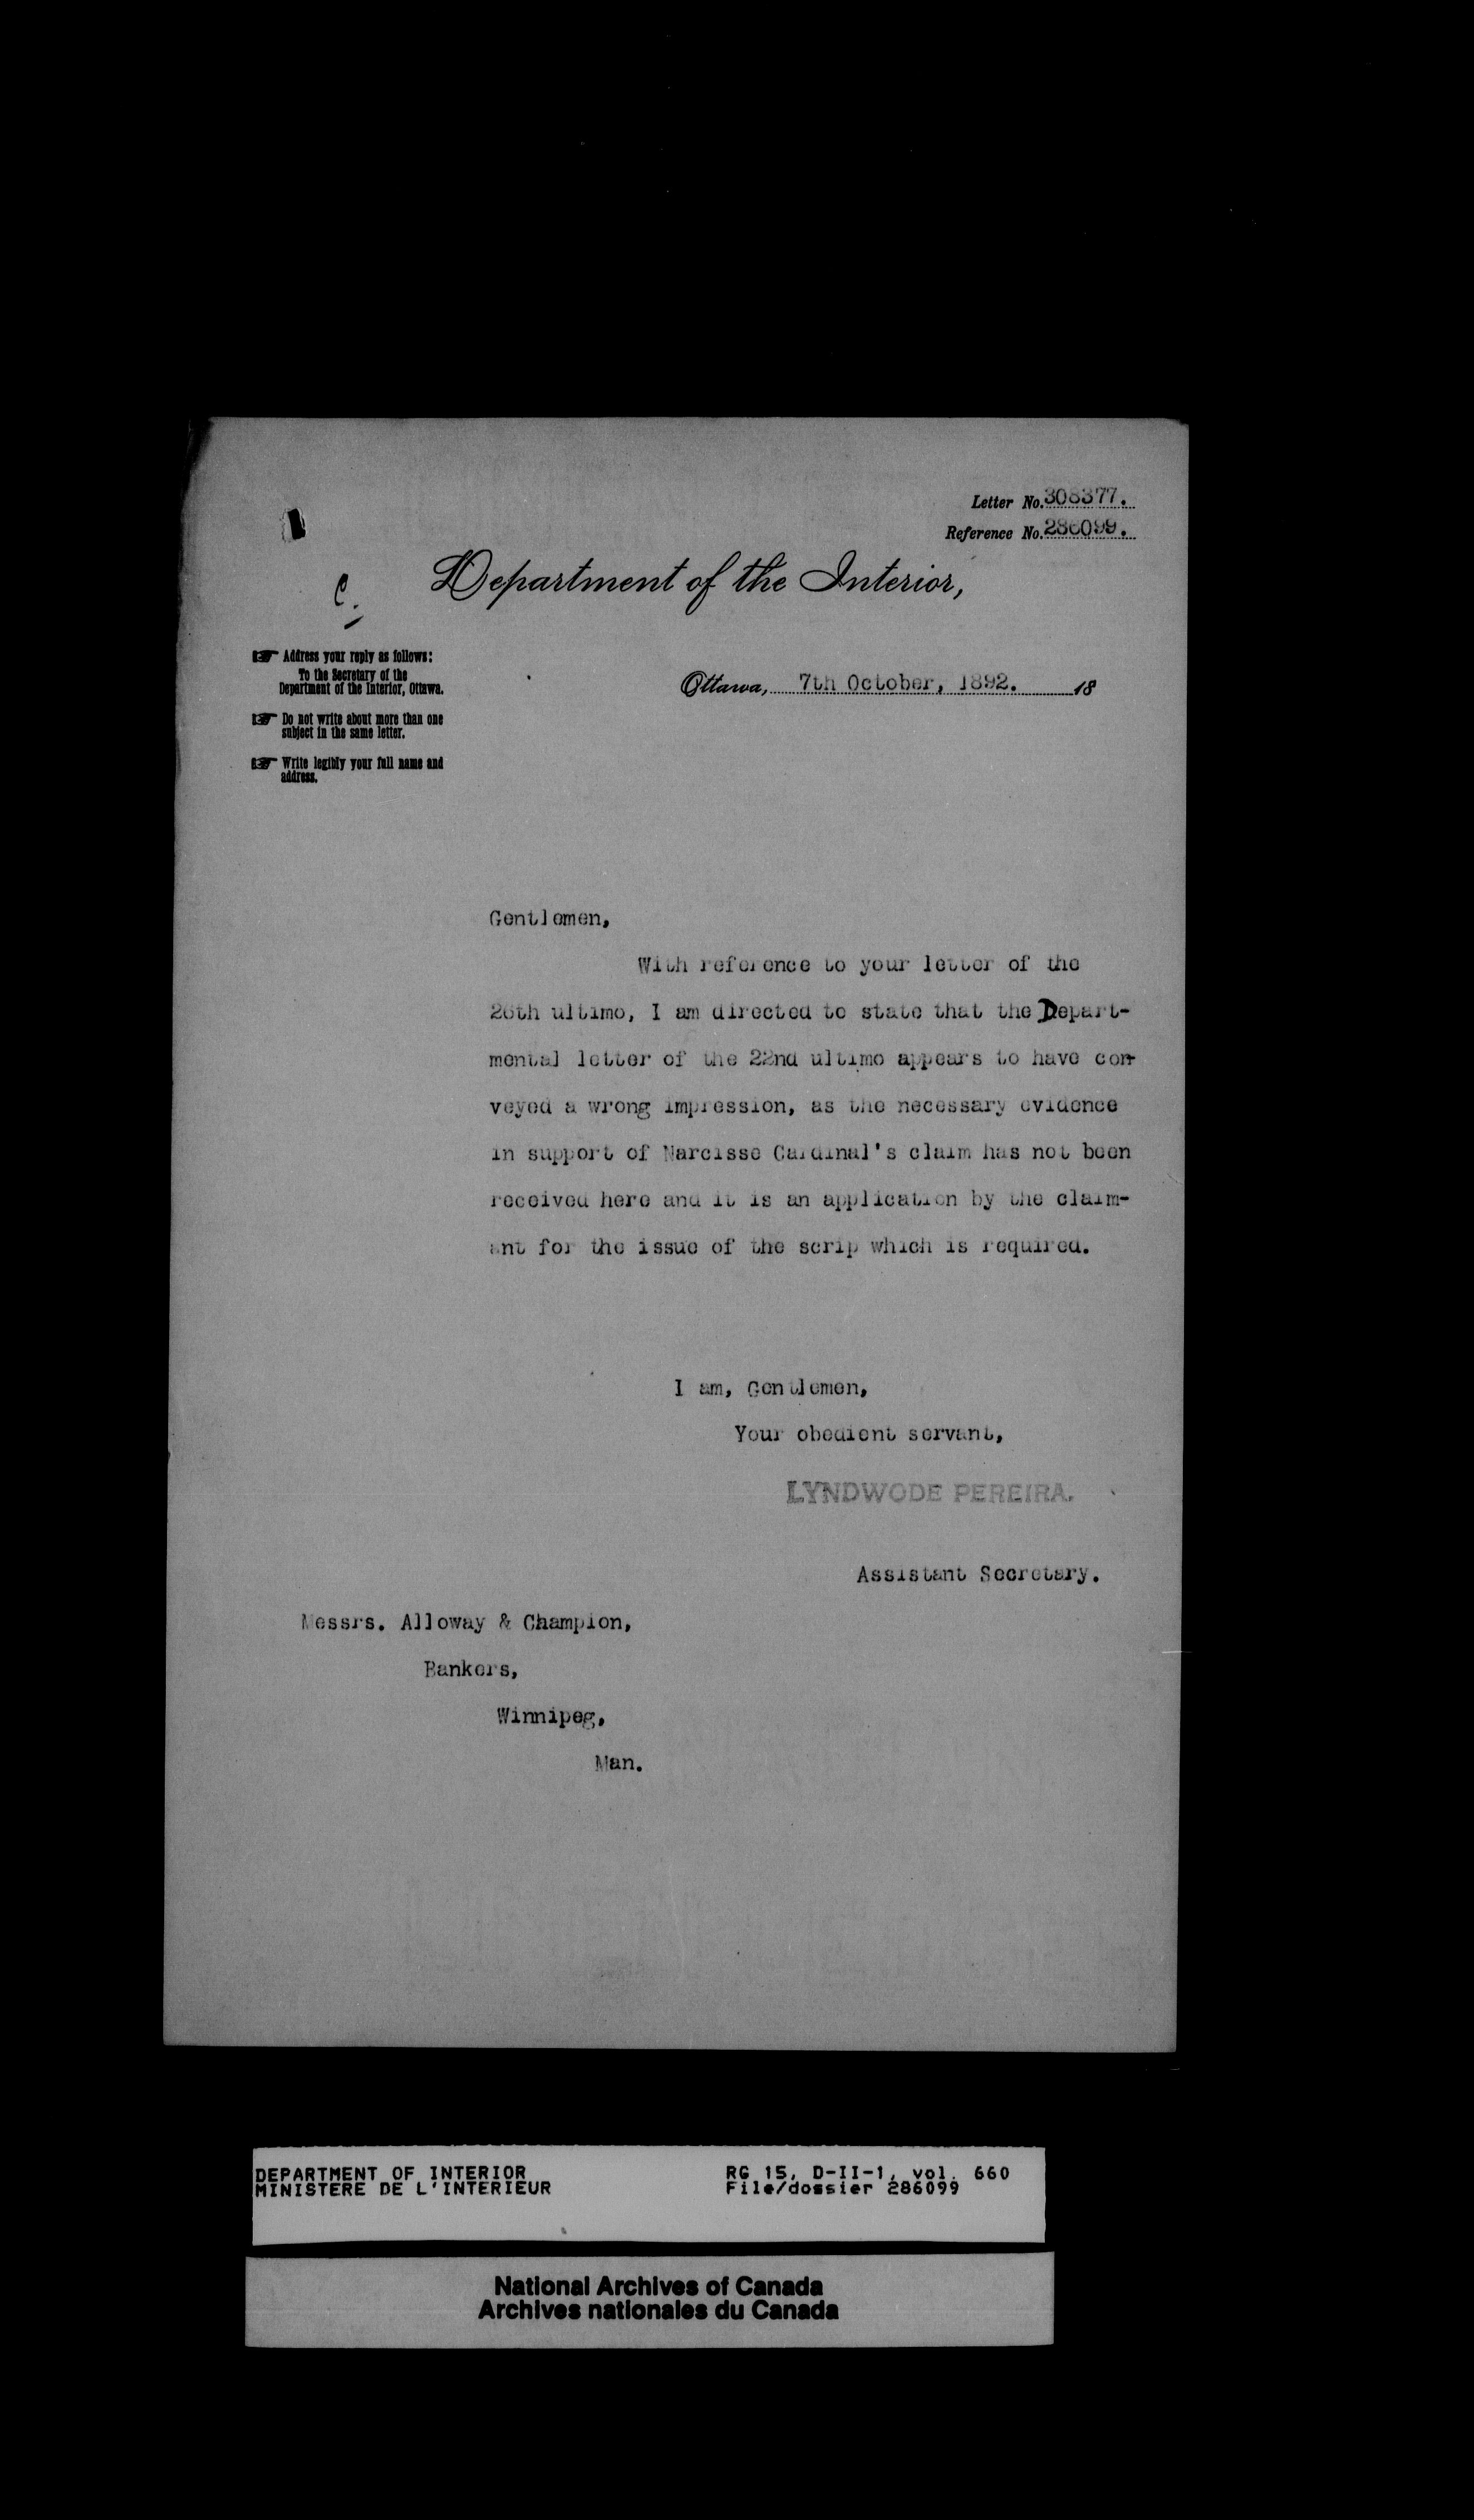 Letter No. 308377.
Reference No. 286099.
Department of the Interior,
C.
Address your reply as follows:
To the Secretary of the
Department of the Interior, Ottawa.
Do not write about more than one
subject in the same letter.
Write legibly your full name and
address.
Ottawa, 7th October, 1892. 18
Gentlemen,
With reference to your letter of the
26th ultimo, I am directed to state that the Depart-
mental letter of the 22nd ultimo appears to have con-
veyed a wrong impression, as the necessary evidence
in support of Narcisse Cardinal's claim has not been
received here and it is an application by the claim-
ant for the issue of the scrip which is required.
I am, Gentlemen,
Your obedient servant,
LYNDWODE PEREIRA.
Assistant Secretary.
Messrs. Alloway & Champion,
Bankers,
Winnipeg,
Man.
DEPARTMENT OF INTERIOR
MINISTERE DE L'INTERIEUR
RG 15, D-II-1, vol. 660
File/dossier 286099
National Archives of Canada
Archives nationales du Canada